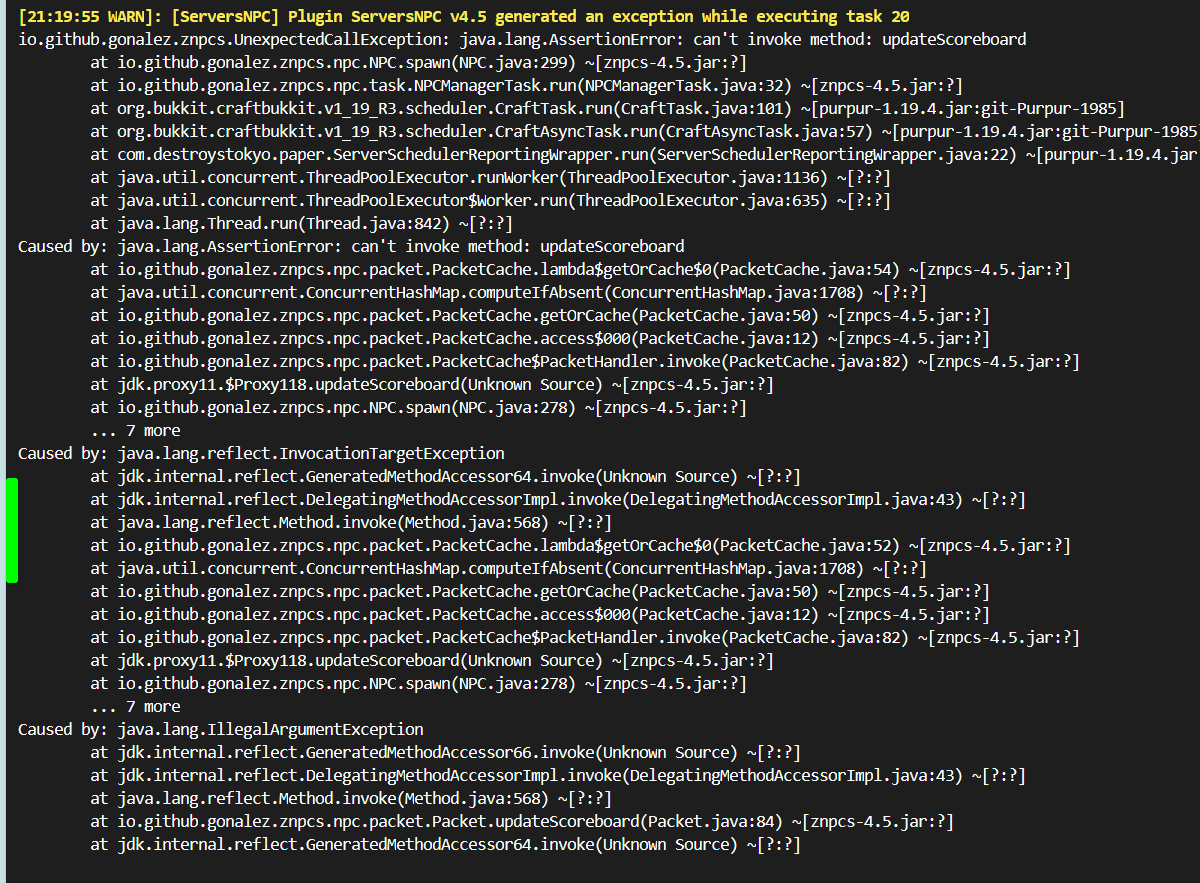 [21:19:55 WARN]: [ServersNPC] Plugin ServersNPC v4.5 generated an exception while executing task 20
io.github.gonalez.znpcs.UnexpectedCallException: java.lang.AssertionError: can't invoke method: updateScoreboard
at io.github.gonalez.znpcs.npc.NPC.spawn(NPC.java:299) ~[znpcs-4.5.jar:?]
at io.github.gonalez.znpcs.npc.task.NPCManagerTask.run(NPCManagerTask.java:32) ~[znpcs-4.5.jar:?]
at org.bukkit.craftbukkit.v1_19_R3.scheduler.CraftTask.run(CraftTask.java:101) ~[purpur-1.19.4.jar:git-Purpur-1985]
at org.bukkit.craftbukkit.v1_19_R3.scheduler.CraftAsyncTask.run(CraftAsyncTask.java:57) ~[purpur-1.19.4.jar:git-Purpur-1985
at com.destroystokyo.paper.ServerSchedulerReportingWrapper.run(ServerSchedulerReportingWrapper.java:22) ~[purpur-1.19.4.jar
at java.util.concurrent.ThreadPoolExecutor.runWorker(ThreadPoolExecutor.java:1136) ~[?:?]
at java.util.concurrent.ThreadPoolExecutor$Worker.run(ThreadPoolExecutor.java:635) ~[?:?]
at java.lang.Thread.run(Thread.java:842) ~[?:?]
Caused by: java.lang.AssertionError: can't invoke method: updateScoreboard
at io.github.gonalez.znpcs.npc.packet.PacketCache.lambda$getOrCache$0(PacketCache.java:54) ~[znpcs-4.5.jar:?]
at java.util.concurrent.ConcurrentHashMap.computeIfAbsent(ConcurrentHashMap.java:1708) ~[?:?]
at io.github.gonalez.znpcs.npc.packet.PacketCache.getOrCache(PacketCache.java:50) ~[znpcs-4.5.jar:?]
at io.github.gonalez.znpcs.npc.packet.PacketCache.access$000(PacketCache.java:12) ~[znpcs-4.5.jar:?]
at io.github.gonalez.znpcs.npc.packet.PacketCache$PacketHandler.invoke(PacketCache.java:82) ~[znpcs-4.5.jar:?]
at jdk.proxy11.$Proxy118.updateScoreboard(Unknown Source) ~[znpcs-4.5.jar:?]
at io.github.gonalez.znpcs.npc.NPC.spawn(NPC.java:278) ~[znpcs-4.5.jar:?]
... 7 more
Caused by: java.lang.reflect.InvocationTargetException
at jdk.internal.reflect.GeneratedMethodAccessor64.invoke(Unknown Source) ~[?:?]
at jdk.internal.reflect.DelegatingMethodAccessorImpl.invoke(DelegatingMethodAccessorImpl.java:43) ~[?:?]
at java.lang.reflect.Method.invoke(Method.java:568) ~[?:?]
at io.github.gonalez.znpcs.npc.packet.PacketCache.lambda$getOrCache$0(PacketCache.java:52) ~[znpcs-4.5.jar:?]
at java.util.concurrent.ConcurrentHashMap.computeIfAbsent(ConcurrentHashMap.java:1708) ~[?:?]
at io.github.gonalez.znpcs.npc.packet.PacketCache.getOrCache(PacketCache.java:50) ~[znpcs-4.5.jar:?]
at io.github.gonalez.znpcs.npc.packet.PacketCache.access$000(PacketCache.java:12) ~[znpcs-4.5.jar:?]
at io.github.gonalez.znpcs.npc.packet.PacketCache$PacketHandler.invoke(PacketCache.java:82) ~[znpcs-4.5.jar:?]
at jdk.proxy11.$Proxy118.updateScoreboard(Unknown Source) ~[znpcs-4.5.jar:?]
at io.github.gonalez.znpcs.npc.NPC.spawn(NPC.java:278) ~[znpcs-4.5.jar:?]
... 7 more
Caused by: java.lang.IllegalArgumentException
at jdk.internal.reflect.GeneratedMethodAccessor66.invoke(Unknown Source) ~[?:?]
at jdk.internal.reflect.DelegatingMethodAccessorImpl.invoke(DelegatingMethodAccessorImpl.java:43) ~[?:?]
at java.lang.reflect.Method.invoke(Method.java:568) ~[?:?]
at io.github.gonalez.znpcs.npc.packet.Packet.updateScoreboard(Packet.java:84) ~[znpcs-4.5.jar:?]
at jdk.internal.reflect.GeneratedMethodAccessor64.invoke(Unknown Source) ~[?:?]